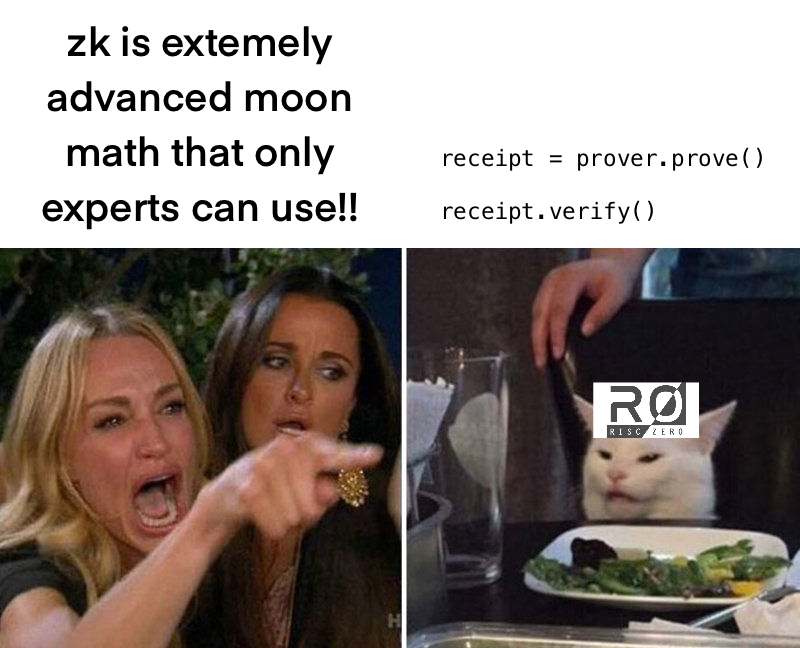 zk is extemely
advanced moon
math that only
experts can use!!
receipt = prover.prove()
receipt.verify()
RØ
RISC ZERO
H